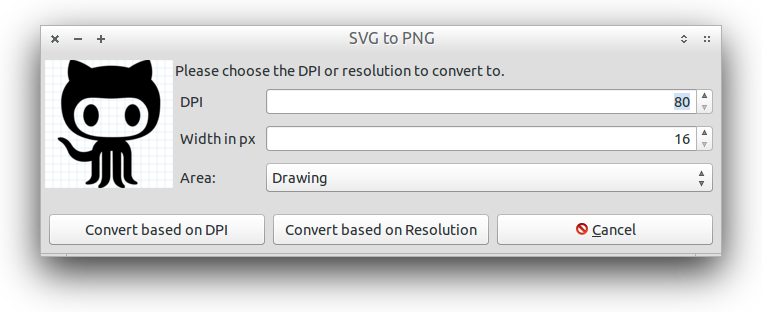 SVG to PNG
Please choose the DPI or resolution to convert to.
DPI 80
Width in px 16
Area: Drawing
Convert based on DPI Convert based on Resolution Cancel